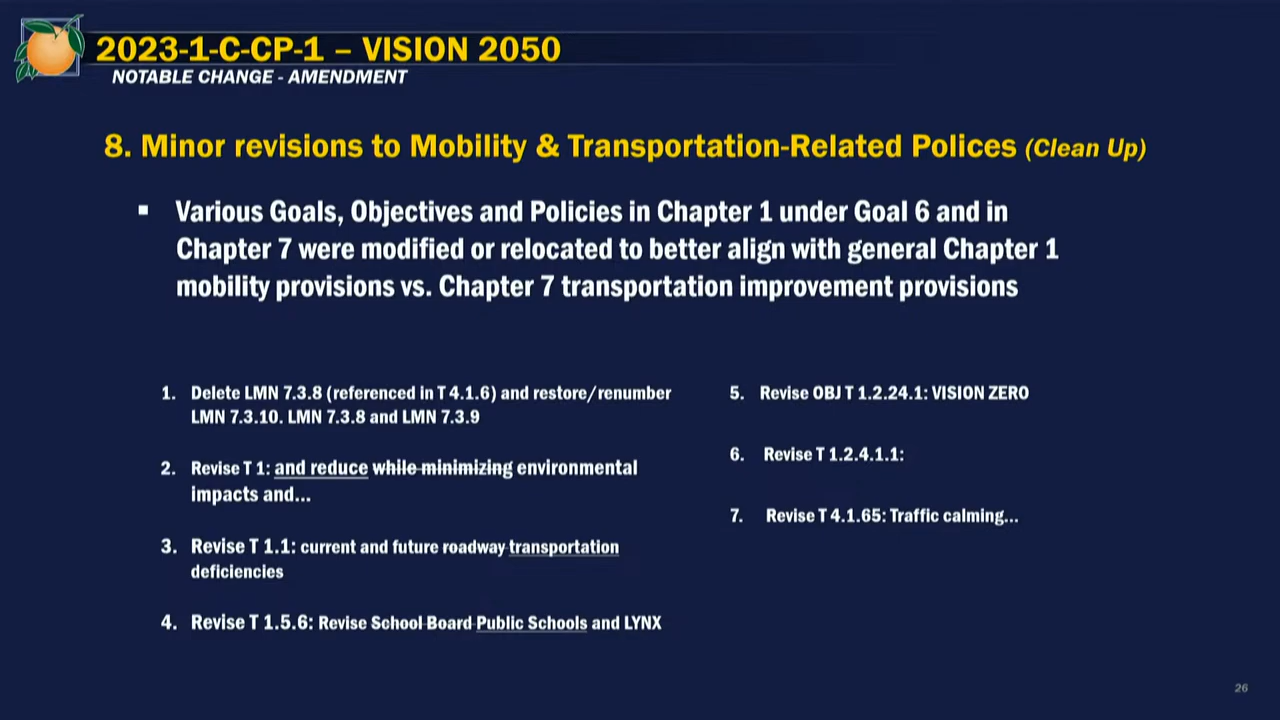 2023-1-C-CP-1 – VISION 2050
NOTABLE CHANGE - AMENDMENT
8. Minor revisions to Mobility & Transportation-Related Polices (Clean Up)
▪ Various Goals, Objectives and Policies in Chapter 1 under Goal 6 and in
Chapter 7 were modified or relocated to better align with general Chapter 1
mobility provisions vs. Chapter 7 transportation improvement provisions
1. Delete LMN 7.3.8 (referenced in T 4.1.6) and restore/renumber
LMN 7.3.10. LMN 7.3.8 and LMN 7.3.9
2. Revise T 1: and reduce while minimizing environmental
impacts and...
3. Revise T 1.1: current and future roadway transportation
deficiencies
4. Revise T 1.5.6: Revise School Board Public Schools and LYNX
5. Revise OBJ T 1.2.24.1: VISION ZERO
6. Revise T 1.2.4.1.1:
7. Revise T 4.1.65: Traffic calming...
26